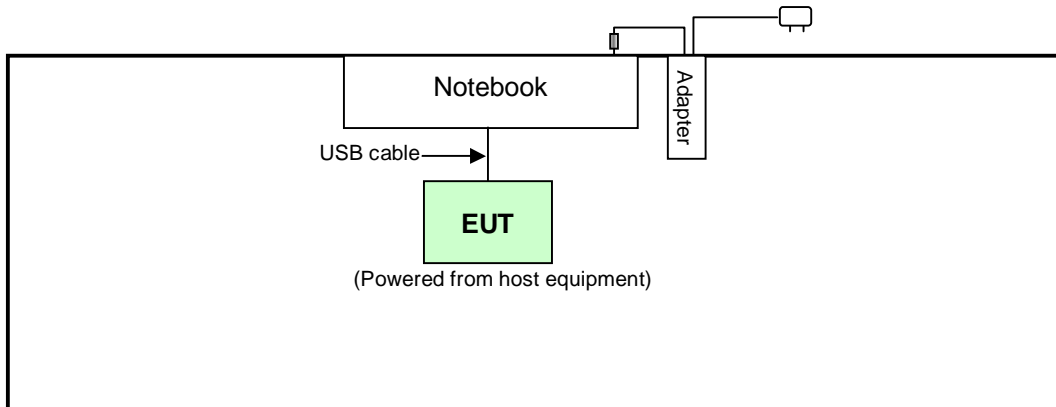 Notebook
Adapter
USB cable
EUT
(Powered from host equipment)